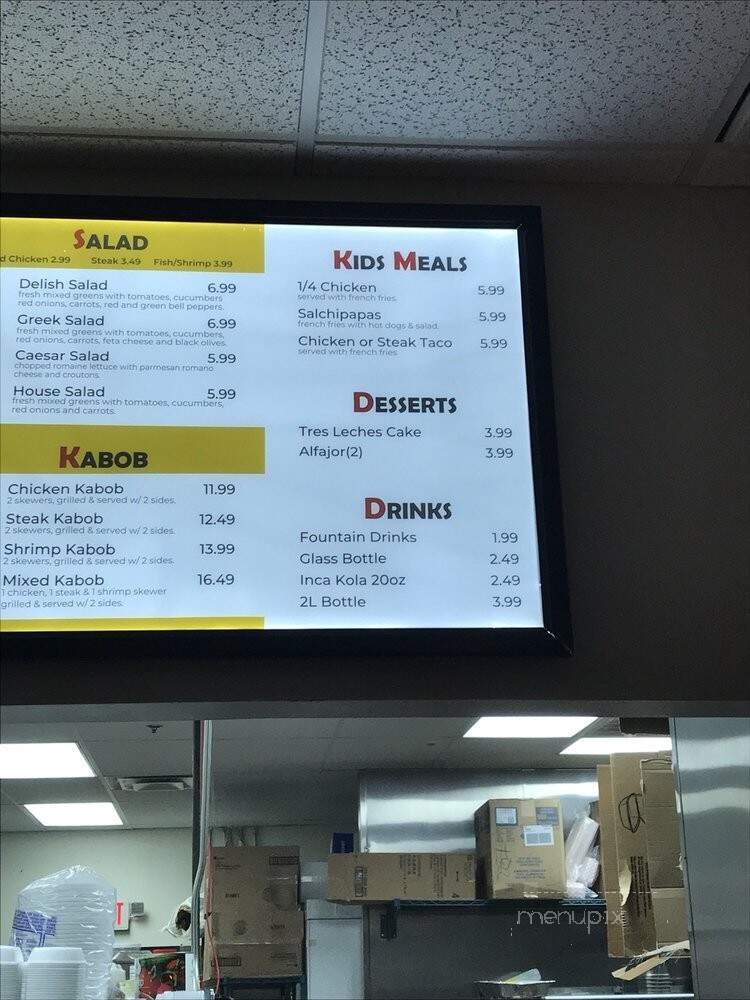 SALAD
d Chicken 2.99 Steak 3.49 Fish/Shrimp 3.99
Delish Salad 6.99
fresh mixed greens with tomatoes, cucumbers
red onions, carrots, red and green bell peppers.
Greek Salad 6.99
fresh mixed greens with tomatoes, cucumbers,
red onions, carrots, feta cheese and black olives.
Caesar Salad 5.99
chopped romaine lettuce with parmesan romano
cheese and croutons.
House Salad 5.99
fresh mixed greens with tomatoes, cucumbers,
red onions and carrots.
KABOB
Chicken Kabob 11.99
2 skewers, grilled & served w/ 2 sides.
Steak Kabob 12.49
2 skewers, grilled & served w/ 2 sides.
Shrimp Kabob 13.99
2 skewers, grilled & served w/ 2 sides.
Mixed Kabob 16.49
1 chicken, 1 steak & 1 shrimp skewer
grilled & served w/ 2 sides.
KIDS MEALS
1/4 Chicken 5.99
served with french fries.
Salchipapas 5.99
french fries with hot dogs & salad.
Chicken or Steak Taco 5.99
served with french fries
DESSERTS
Tres Leches Cake 3.99
Alfajor(2) 3.99
DRINKS
Fountain Drinks 1.99
Glass Bottle 2.49
Inca Kola 20oz 2.49
2L Bottle 3.99
menupix